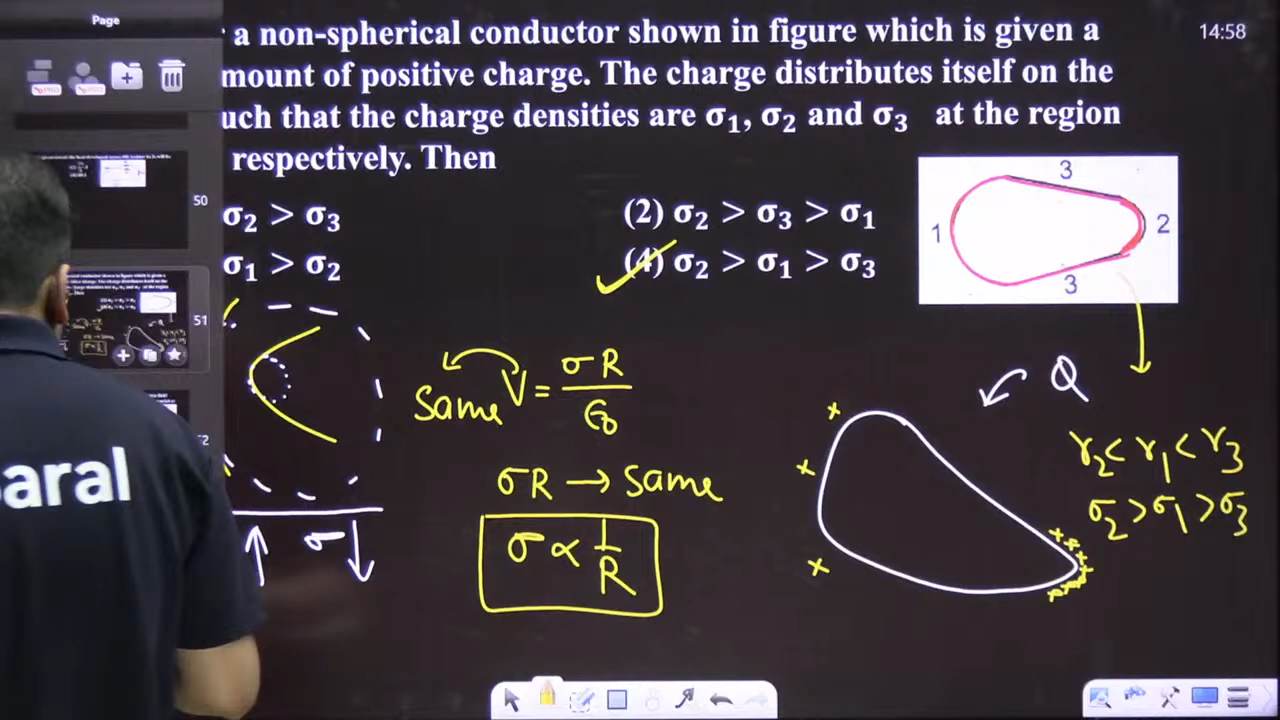 Page
14:58
a non-spherical conductor shown in figure which is given a
mount of positive charge. The charge distributes itself on the
uch that the charge densities are σ₁, σ₂ and σ₃ at the region
respectively. Then
σ₂ > σ₃
(2) σ₂ > σ₃ > σ₁
σ₁ > σ₂
(4) σ₂ > σ₁ > σ₃
3
1
2
3
50
51
Same V = σR/ε₀
σR → Same
σ ∝ 1/R
σ
Q
r₂ < r₁ < r₃
σ₂ > σ₁ > σ₃
aral